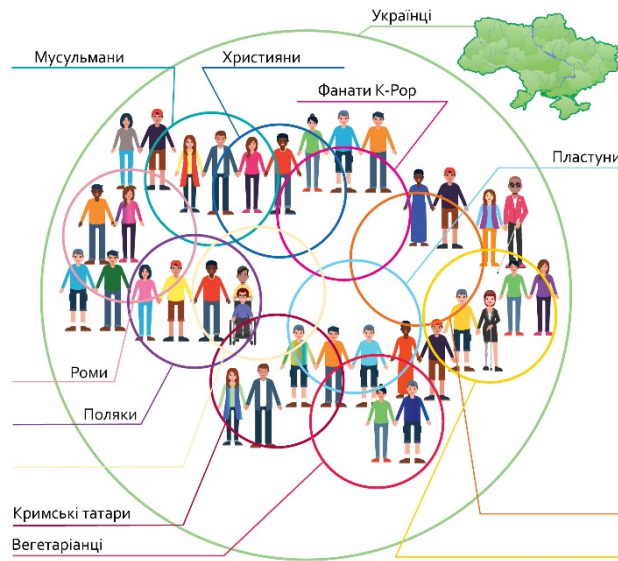 Українці
Мусульмани
Християни
Фанати К-Pop
Пластуни
Роми
Поляки
Кримські татари
Вегетаріанці